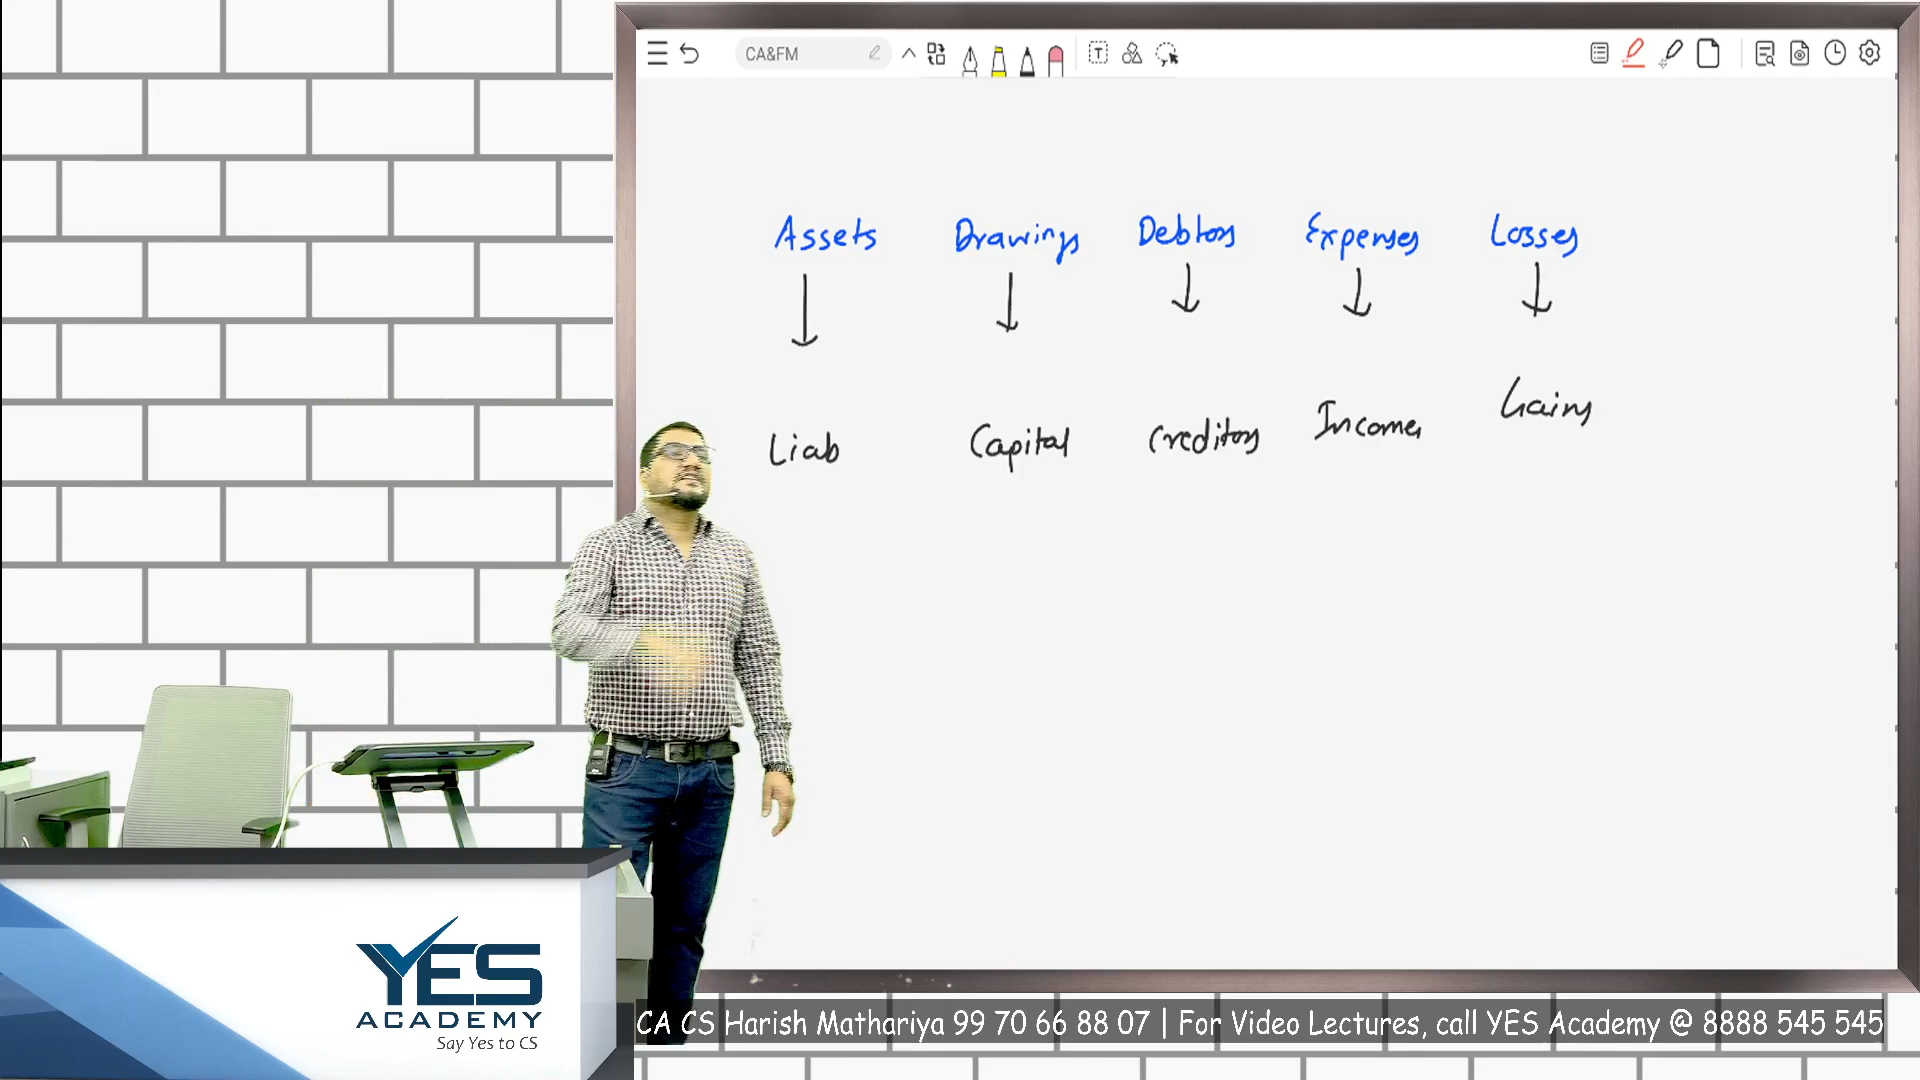 CA&FM
Assets Drawings Debtors Expenses Losses
Liab Capital Creditors Incomes Gains
YES
ACADEMY
Say Yes to CS
CA CS Harish Mathariya 99 70 66 88 07 | For Video Lectures, call YES Academy @ 8888 545 545